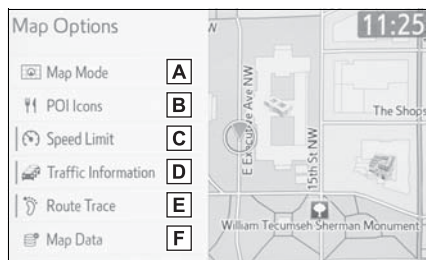 Map Options
N
11:25
Map Mode A
POI Icons B
Speed Limit C
Traffic Information D
Route Trace E
Map Data F
E Executive Ave NW
15th St NW
The Shops
William Tecumseh Sherman Monument